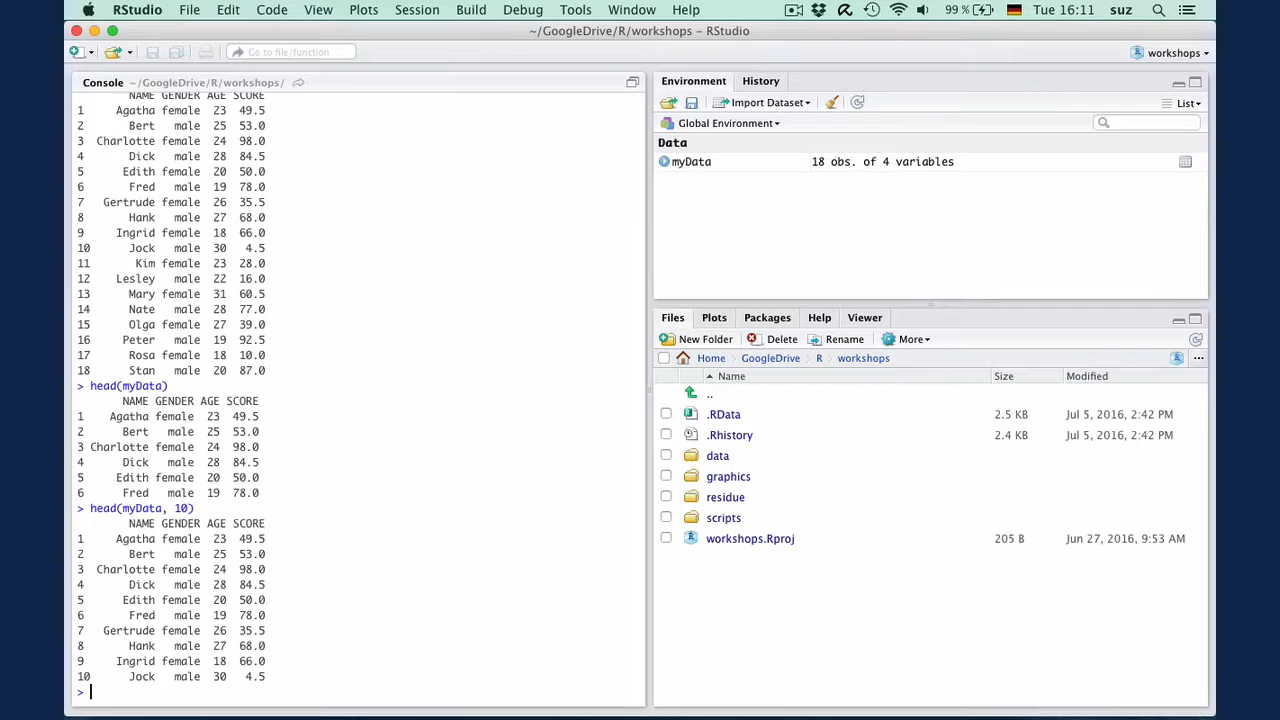 RStudio File Edit Code View Plots Session Build Debug Tools Window Help 99 % Tue 16:11 suz
~/GoogleDrive/R/workshops – RStudio
Go to file/function workshops
Console ~/GoogleDrive/R/workshops/
NAME GENDER AGE SCORE
1 Agatha female 23 49.5
2 Bert male 25 53.0
3 Charlotte female 24 98.0
4 Dick male 28 84.5
5 Edith female 20 50.0
6 Fred male 19 78.0
7 Gertrude female 26 35.5
8 Hank male 27 68.0
9 Ingrid female 18 66.0
10 Jock male 30 4.5
11 Kim female 23 28.0
12 Lesley male 22 16.0
13 Mary female 31 60.5
14 Nate male 28 77.0
15 Olga female 27 39.0
16 Peter male 19 92.5
17 Rosa female 18 10.0
18 Stan male 20 87.0
> head(myData)
NAME GENDER AGE SCORE
1 Agatha female 23 49.5
2 Bert male 25 53.0
3 Charlotte female 24 98.0
4 Dick male 28 84.5
5 Edith female 20 50.0
6 Fred male 19 78.0
> head(myData, 10)
NAME GENDER AGE SCORE
1 Agatha female 23 49.5
2 Bert male 25 53.0
3 Charlotte female 24 98.0
4 Dick male 28 84.5
5 Edith female 20 50.0
6 Fred male 19 78.0
7 Gertrude female 26 35.5
8 Hank male 27 68.0
9 Ingrid female 18 66.0
10 Jock male 30 4.5
>
Environment History
Import Dataset List
Global Environment
Data
myData 18 obs. of 4 variables
Files Plots Packages Help Viewer
New Folder Delete Rename More
Home GoogleDrive R workshops ...
Name Size Modified
..
.RData 2.5 KB Jul 5, 2016, 2:42 PM
.Rhistory 2.4 KB Jul 5, 2016, 2:42 PM
data
graphics
residue
scripts
workshops.Rproj 205 B Jun 27, 2016, 9:53 AM